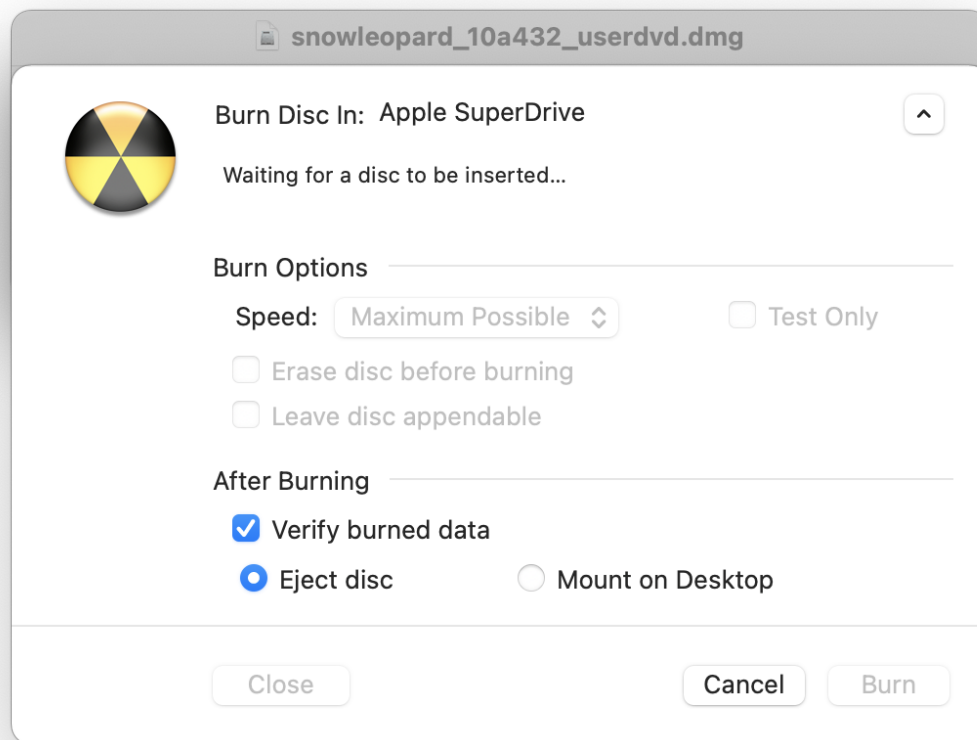 snowleopard_10a432_userdvd.dmg
Burn Disc In: Apple SuperDrive
Waiting for a disc to be inserted...
Burn Options
Speed: Maximum Possible Test Only
Erase disc before burning
Leave disc appendable
After Burning
Verify burned data
Eject disc Mount on Desktop
Close Cancel Burn